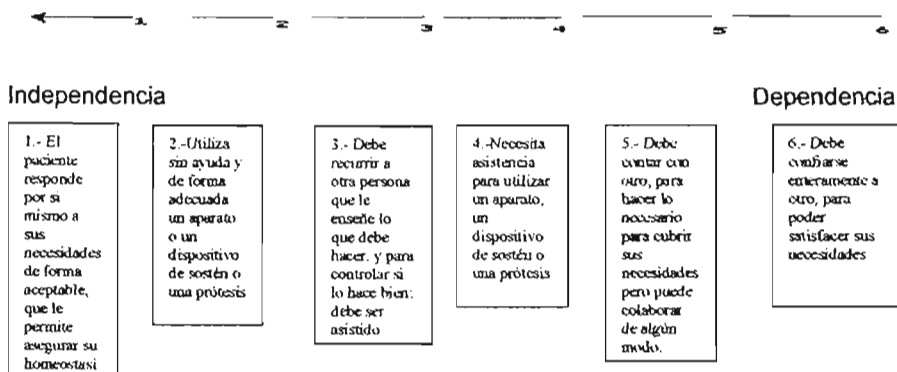 1 2 3 4 5 6
Independencia
Dependencia
1.- El
paciente
responde
por si
mismo a
sus
necesidades
de forma
aceptable,
que le
permite
asegurar su
homeostasi
2.-Utiliza
sin ayuda y
de forma
adecuada
un aparato
o un
dispositivo
de sostén o
una prótesis
3.- Debe
recurrir a
otra persona
que le
enseñe lo
que debe
hacer. y para
controlar si
lo hace bien:
debe ser
asistido
4.-Necesita
asistencia
para utilizar
un aparato,
un
dispositivo
de sostén o
una prótesis
5.- Debe
contar con
otro, para
hacer lo
necesario
para cubrir
sus
necesidades
pero puede
colaborar
de algún
modo.
6.- Debe
confiarse
enteramente a
otro, para
poder
satisfacer sus
necesidades